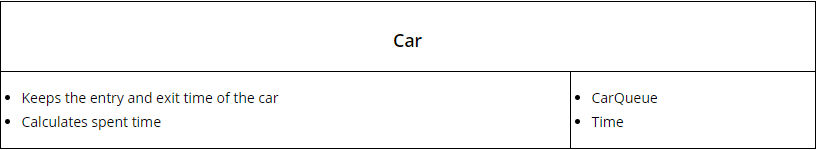 Car
• Keeps the entry and exit time of the car
• Calculates spent time
• CarQueue
• Time